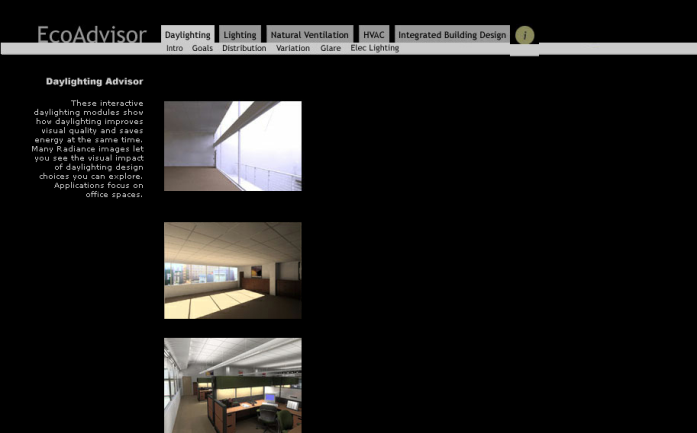 EcoAdvisor
Daylighting Lighting Natural Ventilation HVAC Integrated Building Design i
Intro Goals Distribution Variation Glare Elec Lighting
Daylighting Advisor
These interactive
daylighting modules show
how daylighting improves
visual quality and saves
energy at the same time.
Many Radiance images let
you see the visual impact
of daylighting design
choices you can explore.
Applications focus on
office spaces.